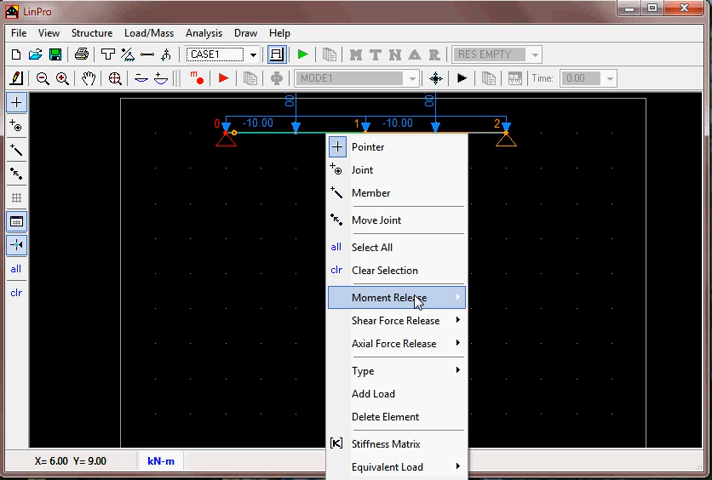 LinPro
File View Structure Load/Mass Analysis Draw Help
CASE1
M T N A R
RES EMPTY
m
MODE1
Time: 0.00
0 -10.00 00 1 -10.00 00 2
Pointer
Joint
Member
Move Joint
all Select All
clr Clear Selection
Moment Release
Shear Force Release
Axial Force Release
Type
Add Load
Delete Element
[K] Stiffness Matrix
Equivalent Load
all
clr
X= 6.00 Y= 9.00 kN-m